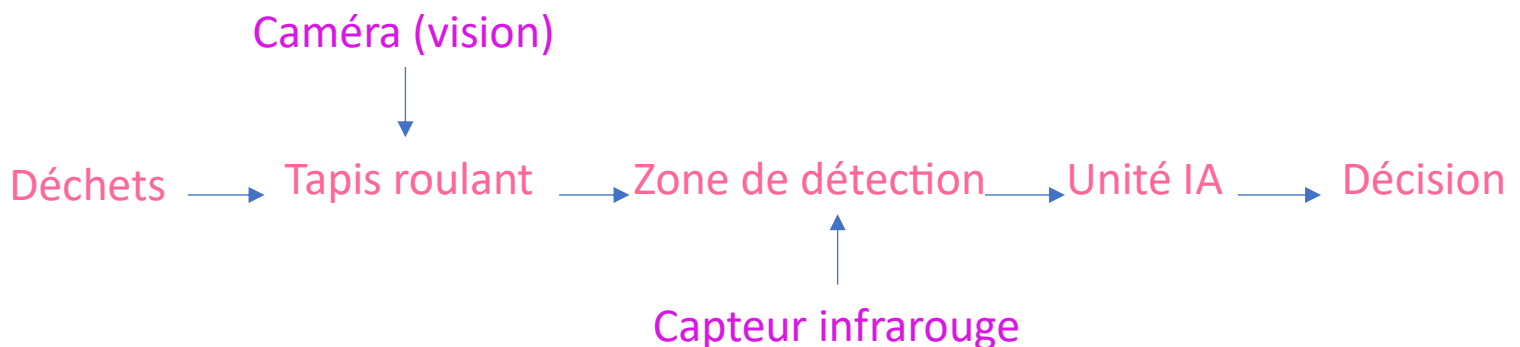 Caméra (vision)
Déchets
Tapis roulant
Zone de détection
Unité IA
Décision
Capteur infrarouge